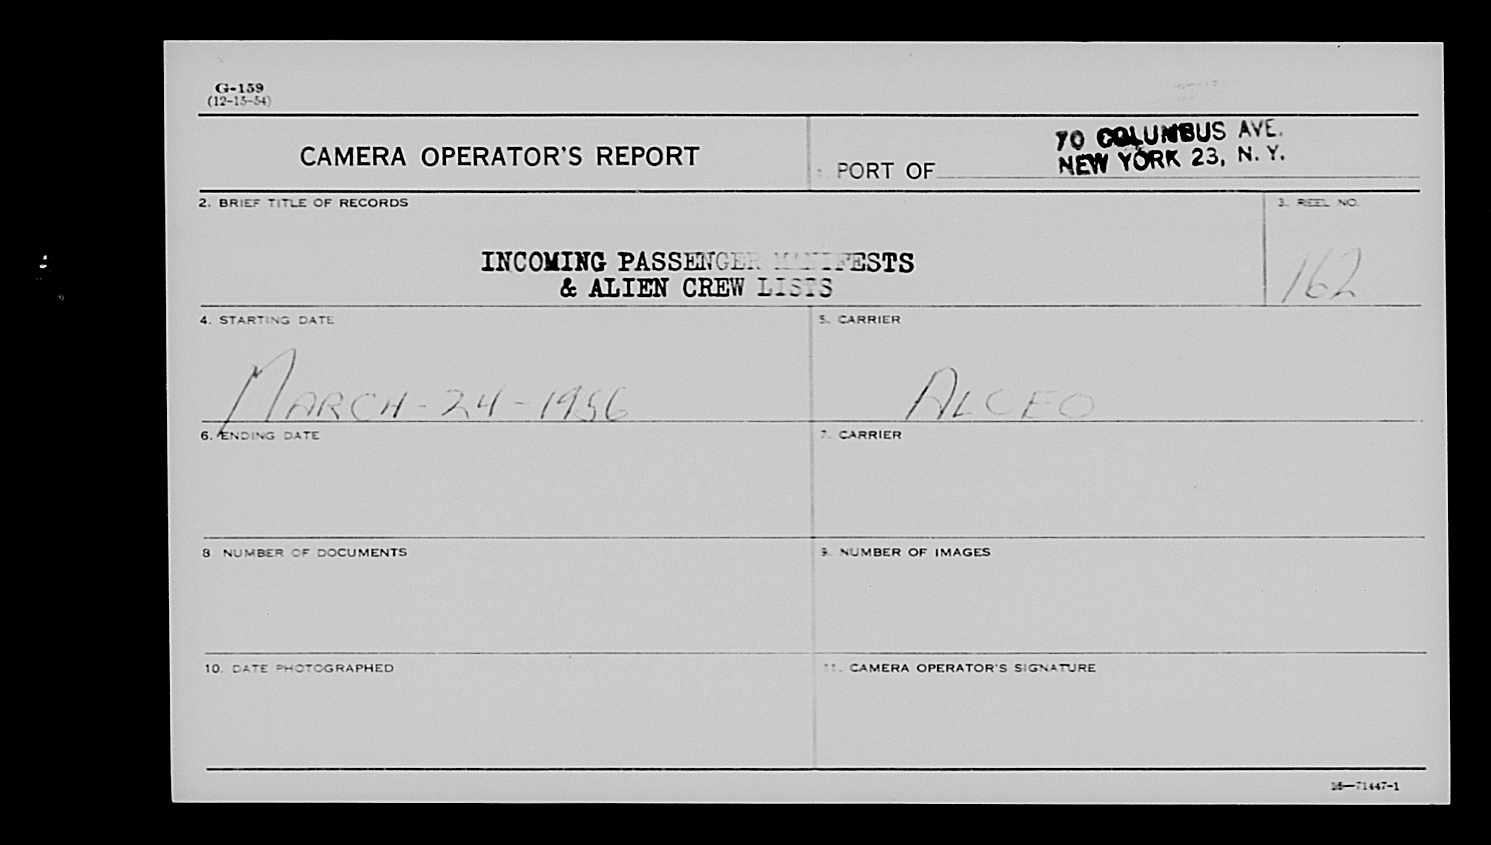 G-159
(12-15-54)
CAMERA OPERATOR'S REPORT
1. PORT OF
70 COLUMBUS AVE.
NEW YORK 23, N. Y.
2. BRIEF TITLE OF RECORDS
3. REEL NO.
INCOMING PASSENGER MANIFESTS
& ALIEN CREW LISTS
162
4. STARTING DATE
5. CARRIER
MARCH-24-1956
ALCEO
6. ENDING DATE
7. CARRIER
8 NUMBER OF DOCUMENTS
9. NUMBER OF IMAGES
10. DATE PHOTOGRAPHED
11. CAMERA OPERATOR'S SIGNATURE
16—71447-1